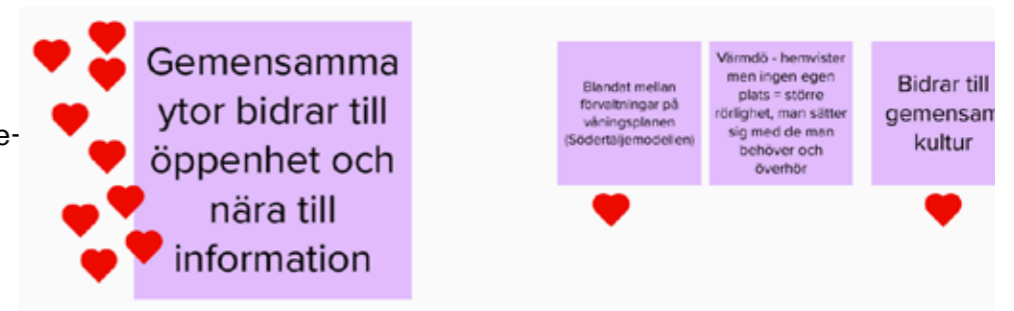 e-
Gemensamma
ytor bidrar till
öppenhet och
nära till
information
Blandat mellan
förvaltningar på
våningsplanen
(Södertäljemodellen)
Värmdö - hemvister
men ingen egen
plats = större
rörlighet, man sätter
sig med de man
behöver och
överhör
Bidrar till
gemensam
kultur